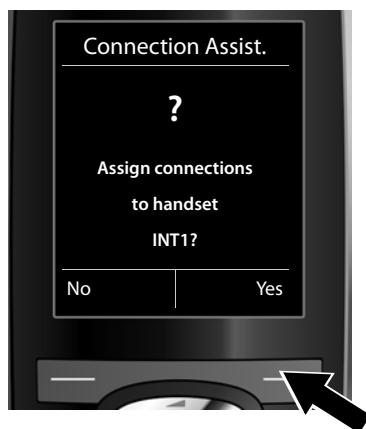 Connection Assist.
?
Assign connections
to handset
INT1?
No Yes